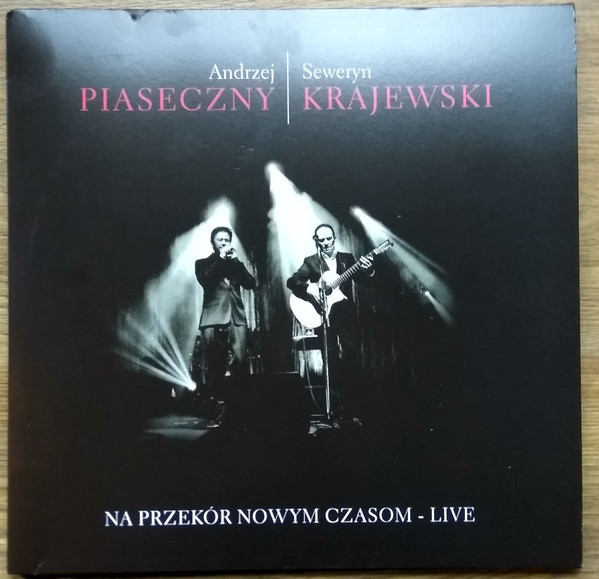 Andrzej
PIASECZNY
Seweryn
KRAJEWSKI
NA PRZEKÓR NOWYM CZASOM - LIVE